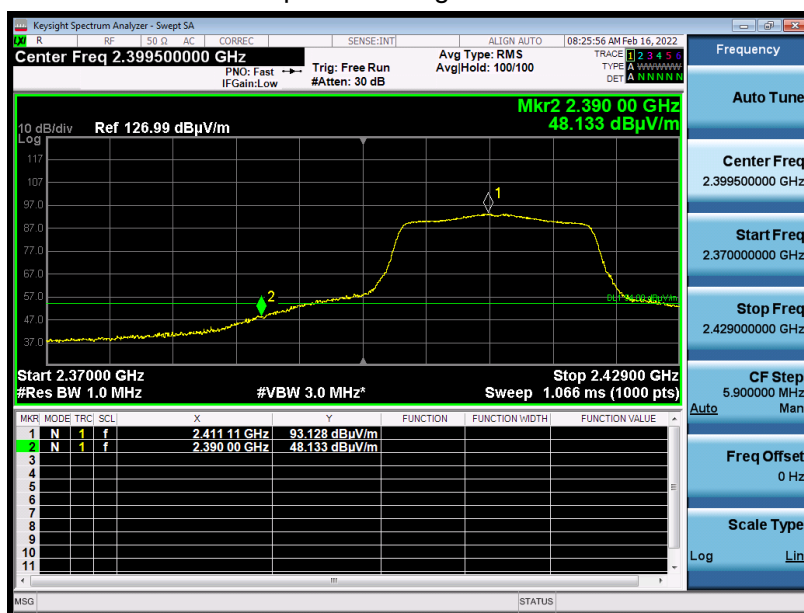 Keysight Spectrum Analyzer - Swept SA
LXI R RF 50 Ω AC CORREC SENSE:INT ALIGN AUTO 08:25:56 AM Feb 16, 2022
Center Freq 2.399500000 GHz
PNO: Fast
IFGain:Low
Trig: Free Run
#Atten: 30 dB
Avg Type: RMS
Avg|Hold: 100/100
TRACE 1 2 3 4 5 6
TYPE A WWWWW
DET A N N N N N
Mkr2 2.390 00 GHz
48.133 dBµV/m
10 dB/div Ref 126.99 dBµV/m
Log
117
107
97.0
87.0
77.0
67.0
57.0
47.0
37.0
1
2
Start 2.37000 GHz Stop 2.42900 GHz
#Res BW 1.0 MHz #VBW 3.0 MHz* Sweep 1.066 ms (1000 pts)
MKR MODE TRC SCL X Y FUNCTION FUNCTION WIDTH FUNCTION VALUE
1 N 1 f 2.411 11 GHz 93.128 dBµV/m
2 N 1 f 2.390 00 GHz 48.133 dBµV/m
3
4
5
6
7
8
9
10
11
MSG STATUS
Frequency
Auto Tune
Center Freq
2.399500000 GHz
Start Freq
2.370000000 GHz
Stop Freq
2.429000000 GHz
CF Step
5.900000 MHz
Auto Man
Freq Offset
0 Hz
Scale Type
Log Lin